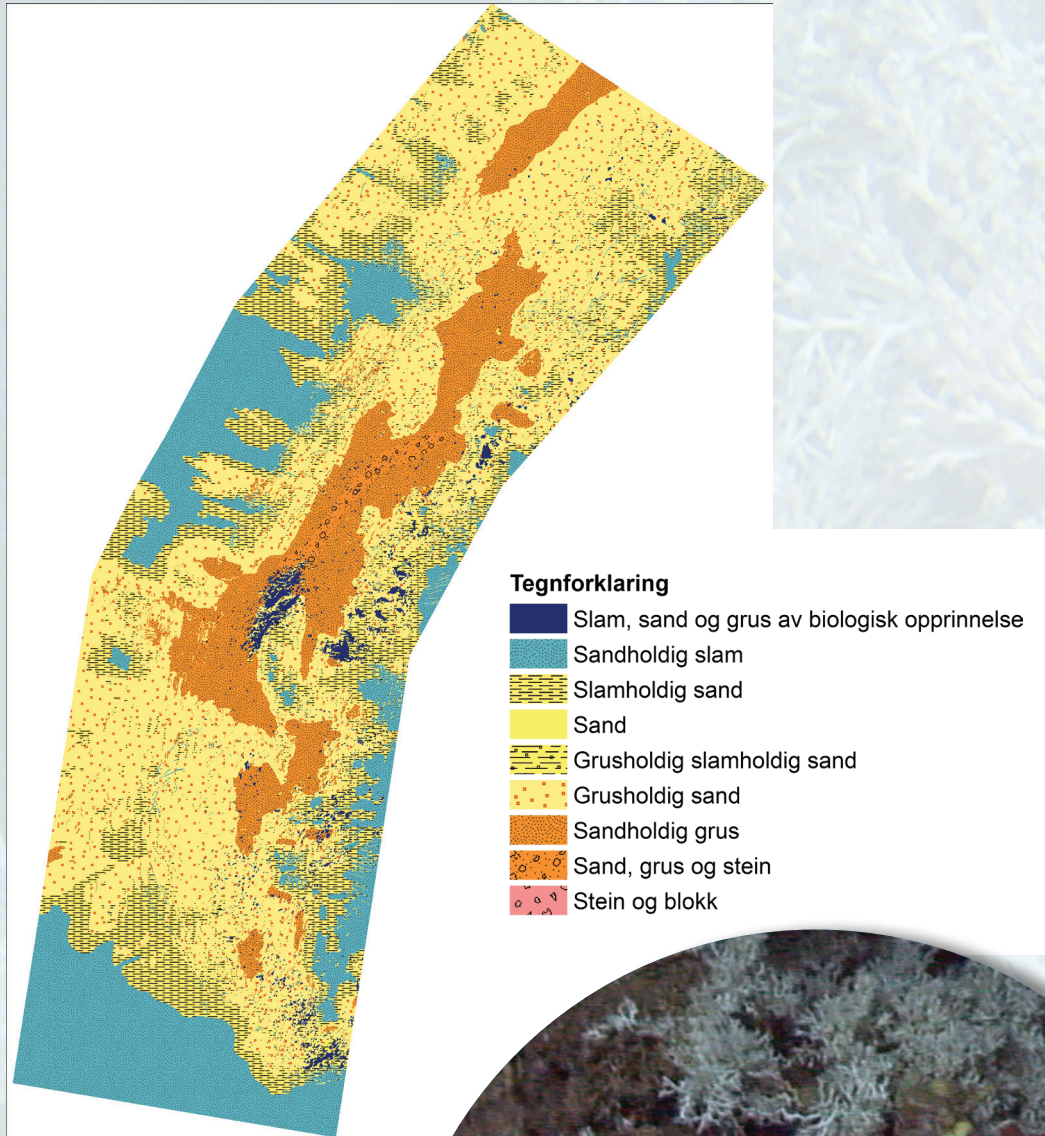 Tegnforklaring
Slam, sand og grus av biologisk opprinnelse
Sandholdig slam
Slamholdig sand
Sand
Grusholdig slamholdig sand
Grusholdig sand
Sandholdig grus
Sand, grus og stein
Stein og blokk